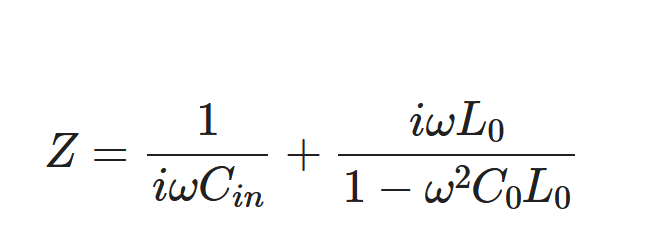 Z = \frac{1}{i\omega C_{in}} + \frac{i\omega L_0}{1 - \omega^2 C_0 L_0}